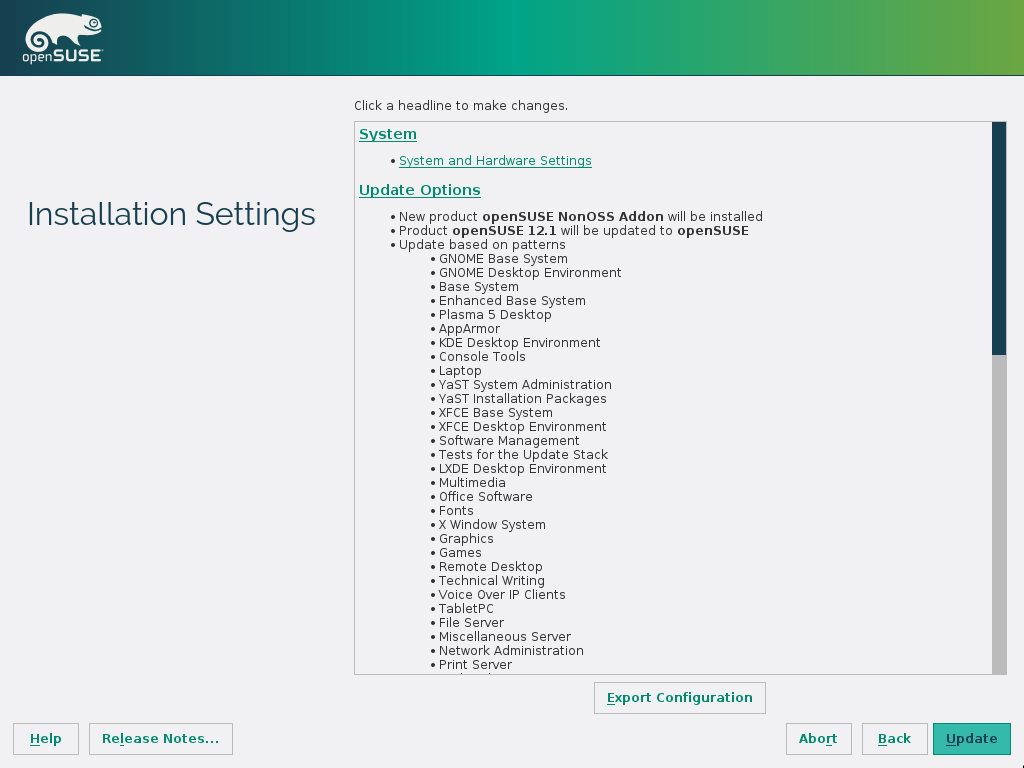 openSUSE
Click a headline to make changes.
Installation Settings
System
• System and Hardware Settings
Update Options
• New product openSUSE NonOSS Addon will be installed
• Product openSUSE 12.1 will be updated to openSUSE
• Update based on patterns
• GNOME Base System
• GNOME Desktop Environment
• Base System
• Enhanced Base System
• Plasma 5 Desktop
• AppArmor
• KDE Desktop Environment
• Console Tools
• Laptop
• YaST System Administration
• YaST Installation Packages
• XFCE Base System
• XFCE Desktop Environment
• Software Management
• Tests for the Update Stack
• LXDE Desktop Environment
• Multimedia
• Office Software
• Fonts
• X Window System
• Graphics
• Games
• Remote Desktop
• Technical Writing
• Voice Over IP Clients
• TabletPC
• File Server
• Miscellaneous Server
• Network Administration
• Print Server
Export Configuration
Help
Release Notes...
Abort
Back
Update